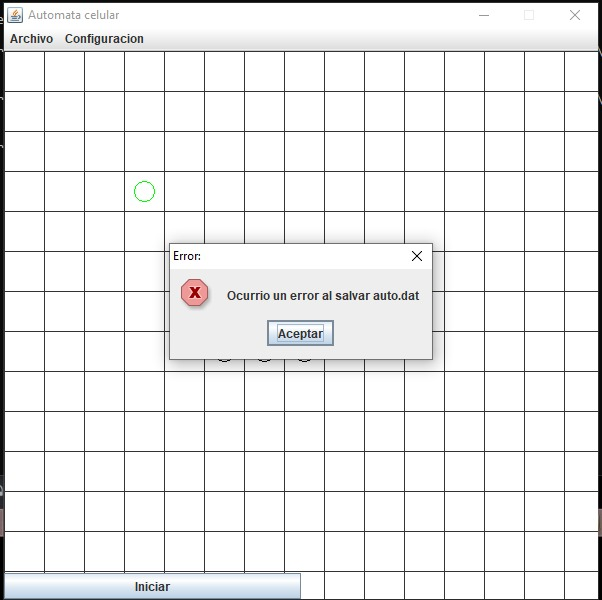 Automata celular
Archivo Configuracion
Error:
Ocurrio un error al salvar auto.dat
Aceptar
Iniciar